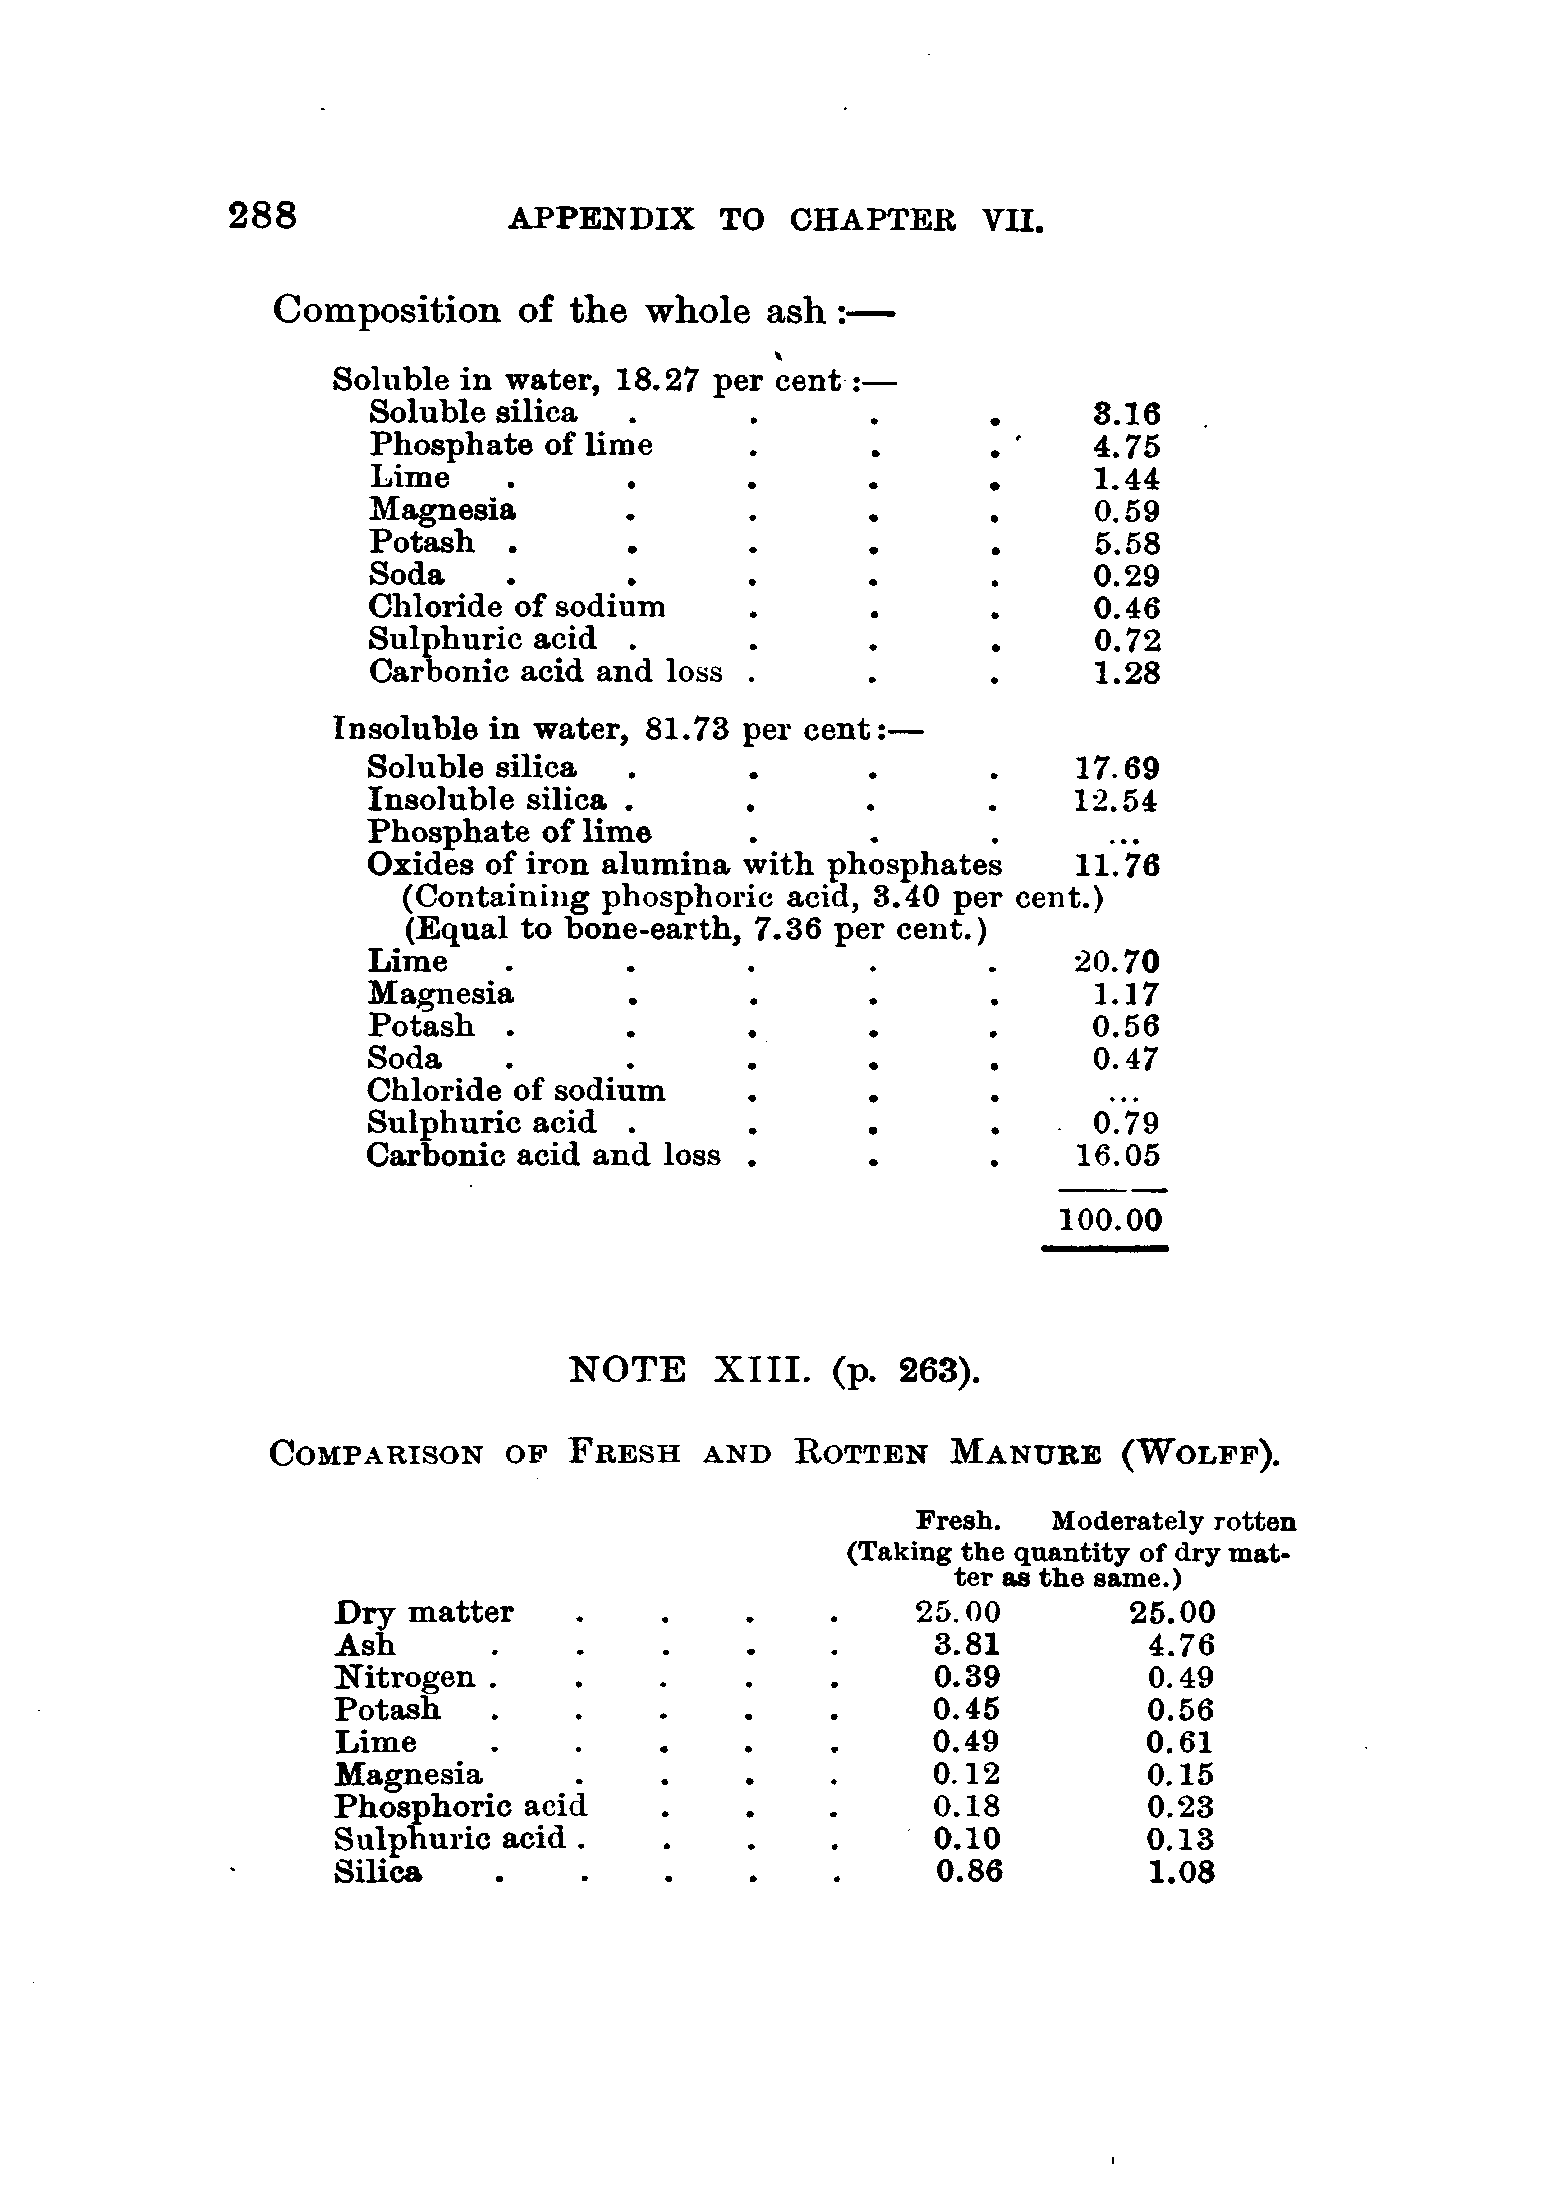 288 APPENDIX TO CHAPTER VII.
Composition of the whole ash :—
Soluble in water, 18.27 per cent :—
Soluble silica . . . . 3.16
Phosphate of lime . . . 4.75
Lime . . . . . 1.44
Magnesia . . . . 0.59
Potash . . . . . 5.58
Soda . . . . . 0.29
Chloride of sodium . . . 0.46
Sulphuric acid . . . . 0.72
Carbonic acid and loss . . . 1.28
Insoluble in water, 81.73 per cent :—
Soluble silica . . . . 17.69
Insoluble silica . . . . 12.54
Phosphate of lime . . . ...
Oxides of iron alumina with phosphates 11.76
(Containing phosphoric acid, 3.40 per cent.)
(Equal to bone-earth, 7.36 per cent.)
Lime . . . . . 20.70
Magnesia . . . . 1.17
Potash . . . . . 0.56
Soda . . . . . 0.47
Chloride of sodium . . . ...
Sulphuric acid . . . . 0.79
Carbonic acid and loss . . . 16.05
100.00
NOTE XIII. (p. 263).
COMPARISON OF FRESH AND ROTTEN MANURE (WOLFF).
Fresh. Moderately rotten
(Taking the quantity of dry mat-
ter as the same.)
Dry matter . . . . 25.00 25.00
Ash . . . . . 3.81 4.76
Nitrogen . . . . . 0.39 0.49
Potash . . . . . 0.45 0.56
Lime . . . . . 0.49 0.61
Magnesia . . . . 0.12 0.15
Phosphoric acid . . . 0.18 0.23
Sulphuric acid . . . . 0.10 0.13
Silica . . . . . 0.86 1.08